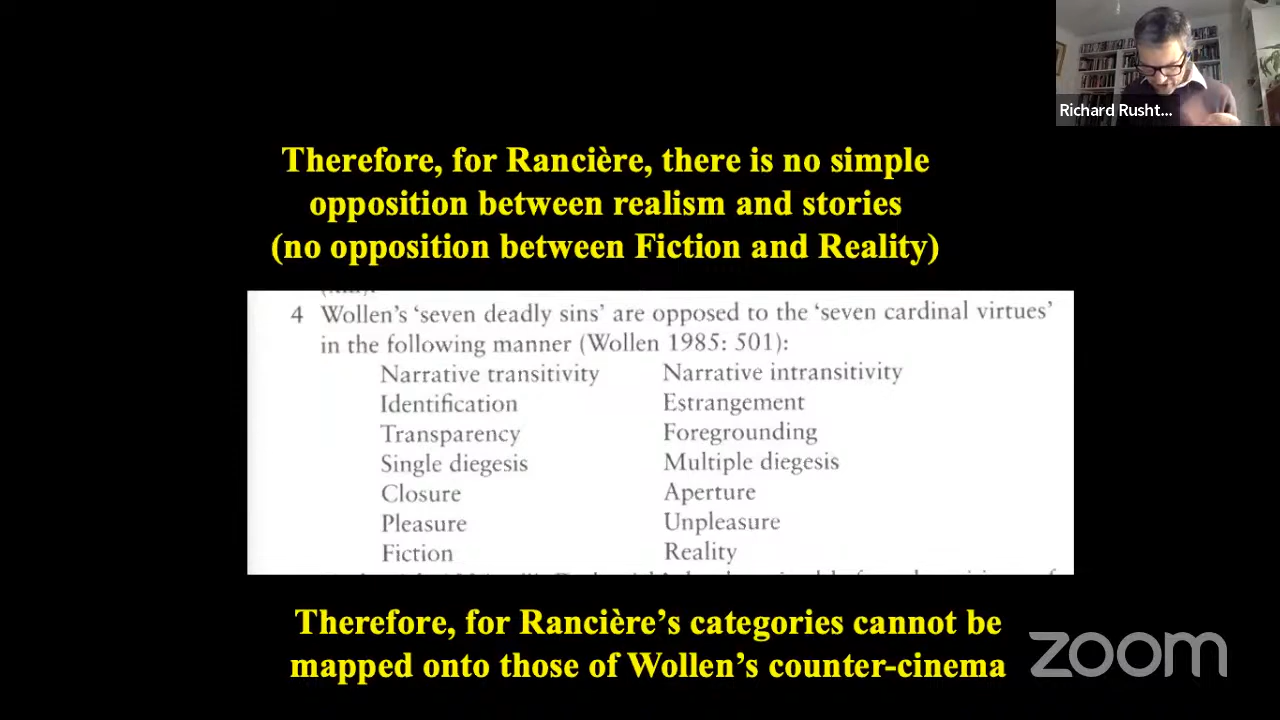 Richard Rusht...
Therefore, for Rancière, there is no simple
opposition between realism and stories
(no opposition between Fiction and Reality)
4 Wollen's 'seven deadly sins' are opposed to the 'seven cardinal virtues'
in the following manner (Wollen 1985: 501):
Narrative transitivity Narrative intransitivity
Identification Estrangement
Transparency Foregrounding
Single diegesis Multiple diegesis
Closure Aperture
Pleasure Unpleasure
Fiction Reality
Therefore, for Rancière’s categories cannot be
mapped onto those of Wollen’s counter-cinema
zoom